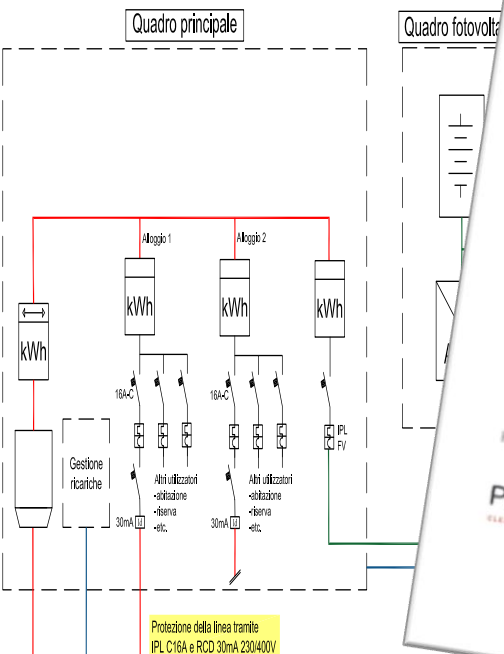 Quadro principale
Quadro
Alloggio 1
Alloggio 2
kWh
kWh
kWh
kWh
16A-C
16A-C
IPL
FV
Gestione
ricariche
Altri utilizzatori
-abitazione
-riserva
-etc.
Altri utilizzatori
-abitazione
-riserva
-etc.
30mA Id
30mA Id
Protezione della linea tramite
IPL C16A e RCD 30mA 230/400V